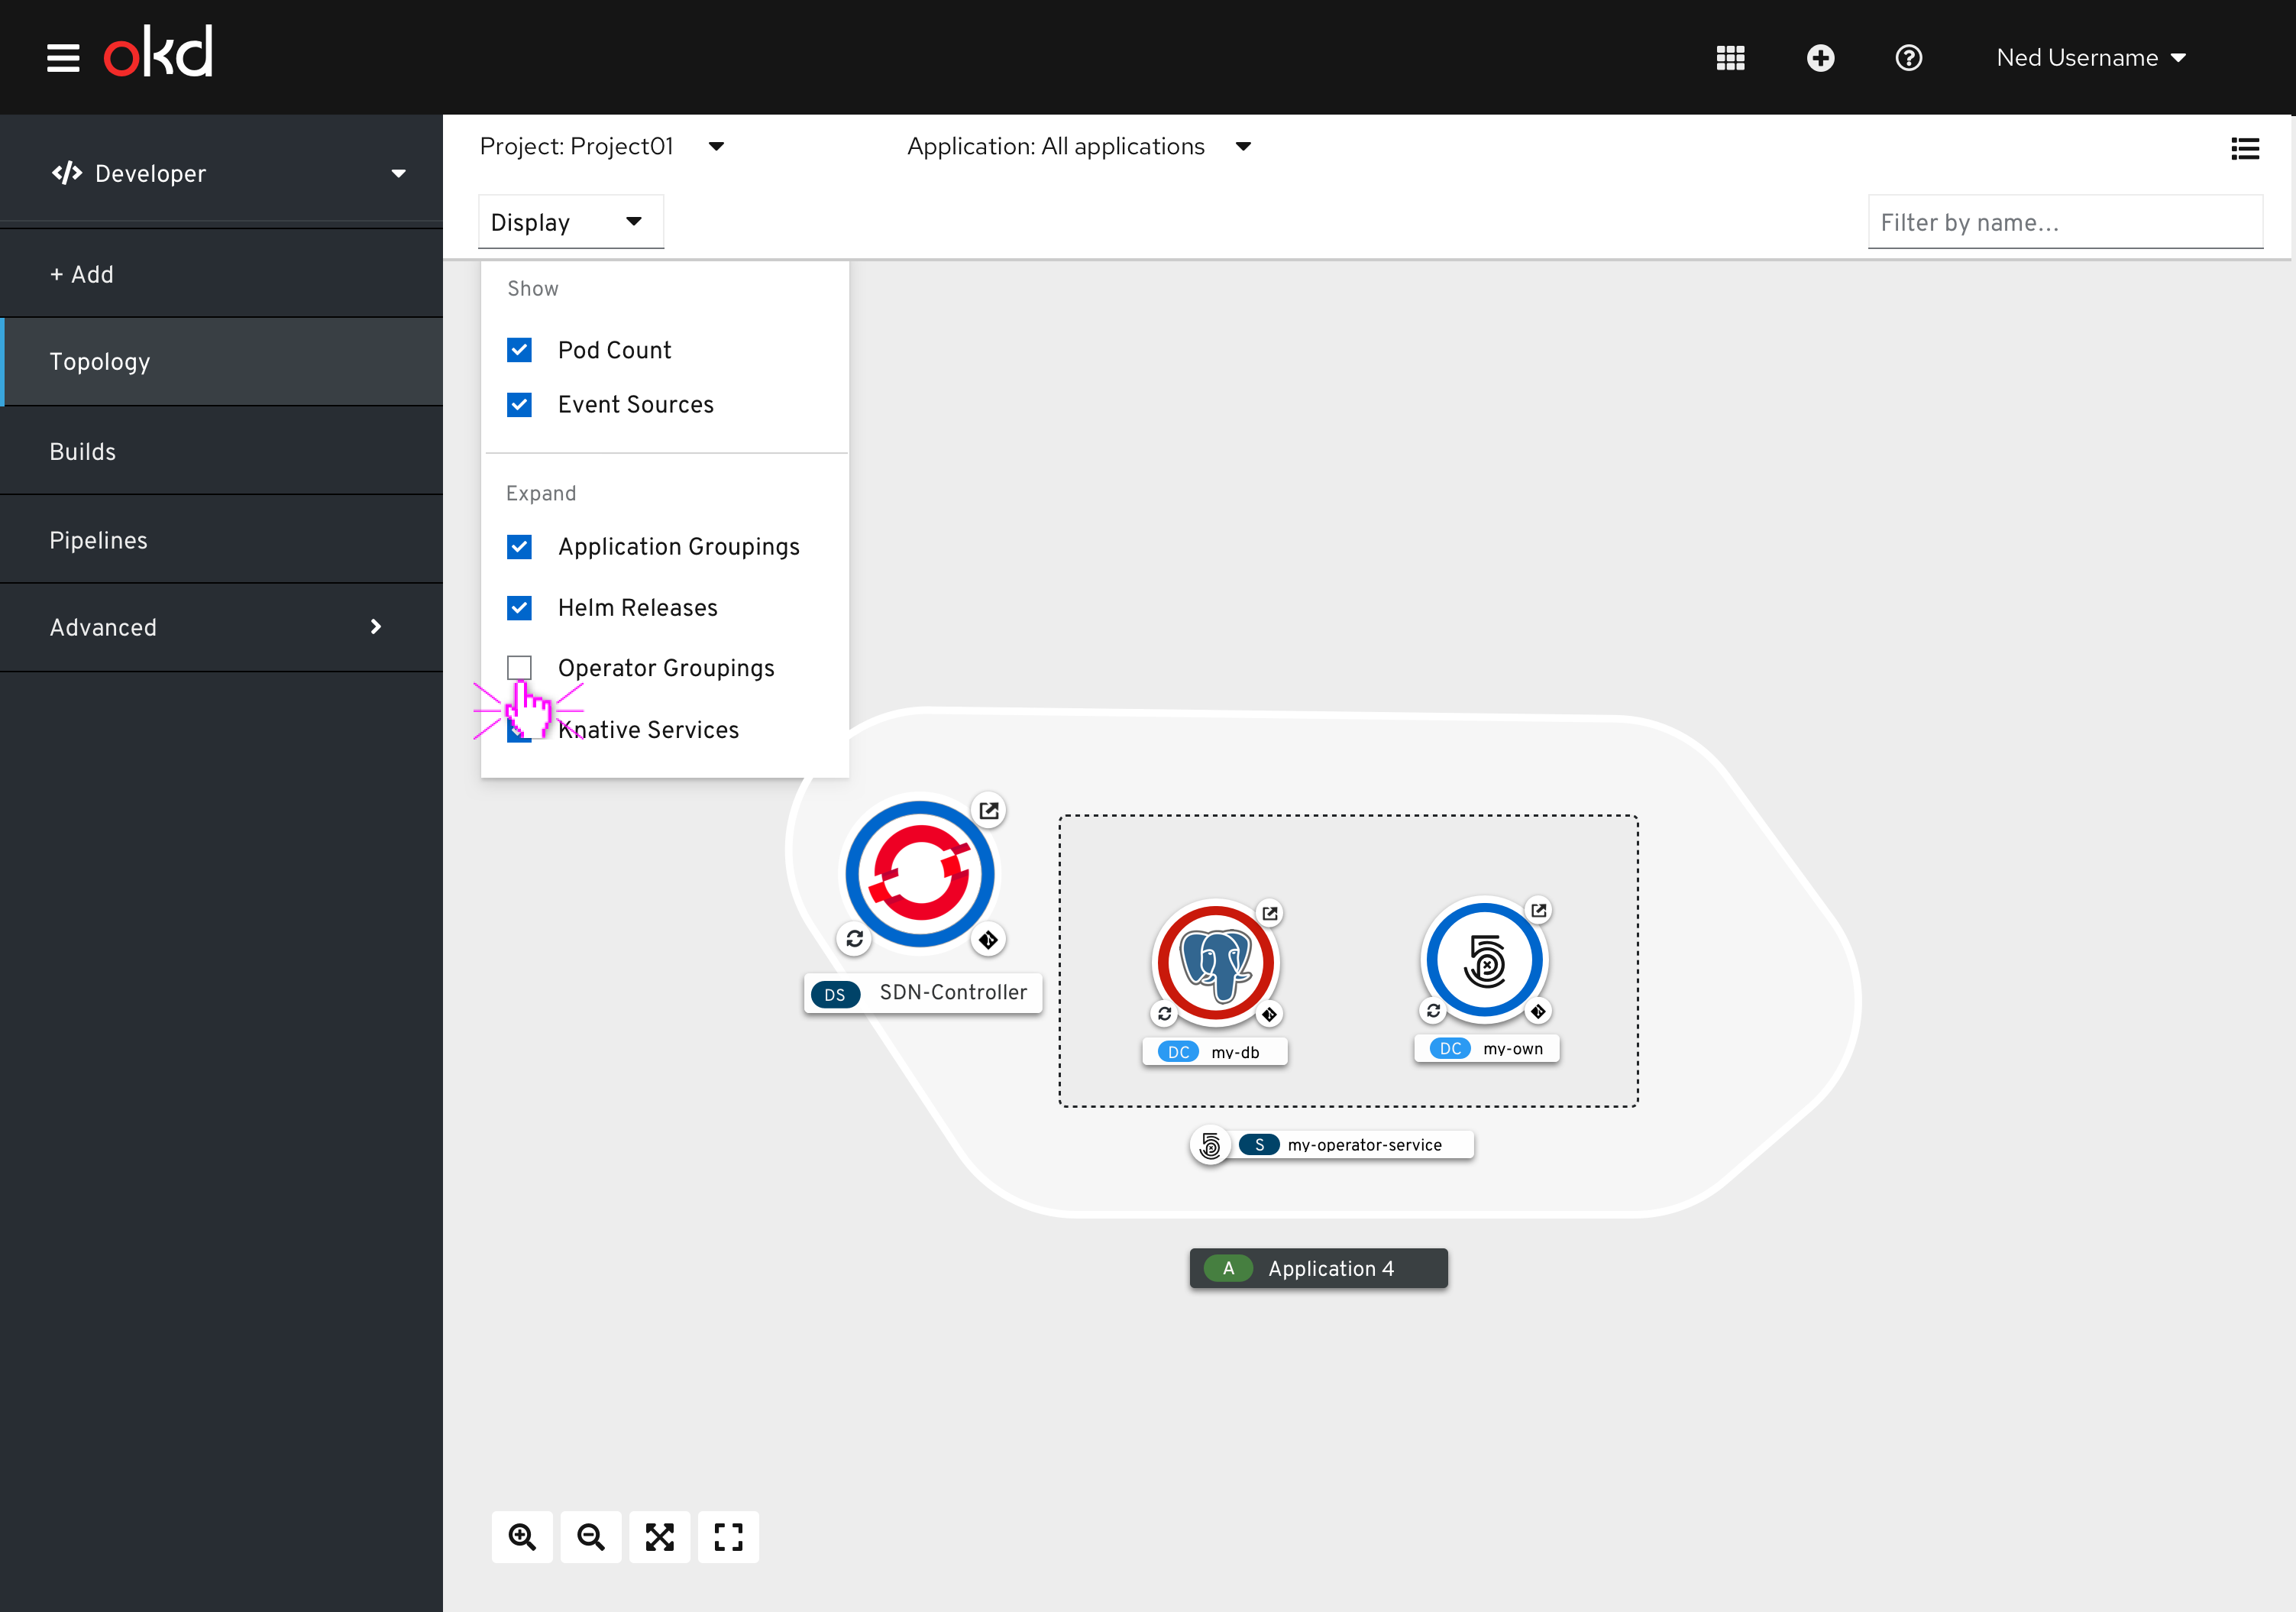 okd
Ned Username
Developer
Project: Project01
Application: All applications
Display
Filter by name...
+ Add
Topology
Builds
Pipelines
Advanced
Show
Pod Count
Event Sources
Expand
Application Groupings
Helm Releases
Operator Groupings
Knative Services
DS SDN-Controller
DC my-db
DC my-own
S my-operator-service
A Application 4